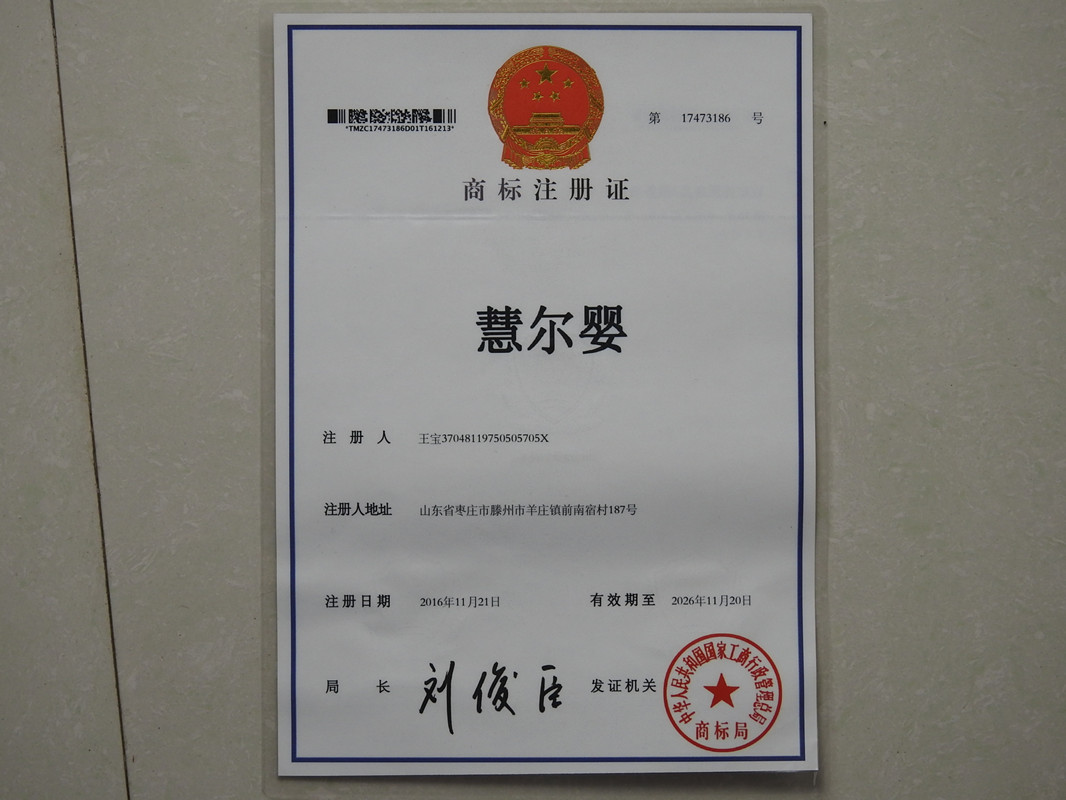 *TMZC17473186D01T161213*
第 17473186 号
商标注册证
慧尔婴
注册人 王宝37048119750505705X
注册人地址 山东省枣庄市滕州市羊庄镇前南宿村187号
注册日期 2016年11月21日 有效期至 2026年11月20日
局长 刘俊臣 发证机关
中华人民共和国国家工商行政管理总局
商标局